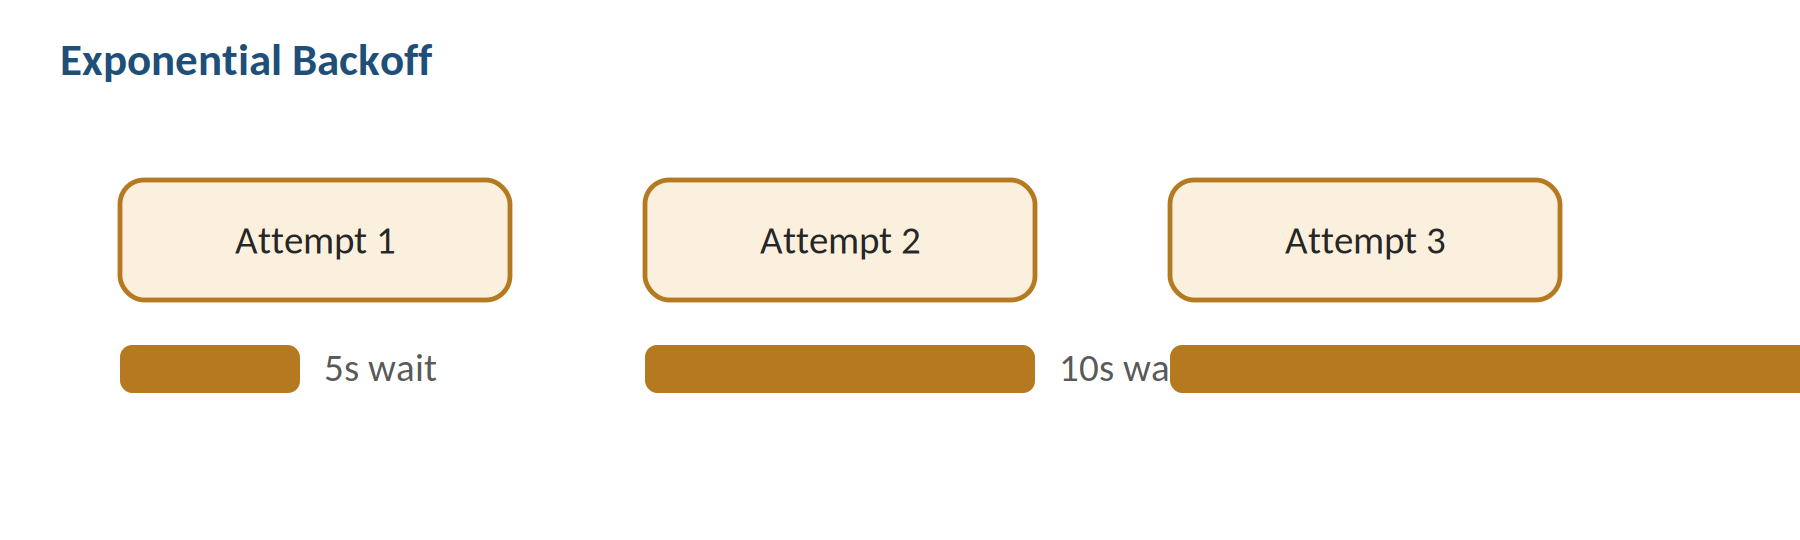 Exponential Backoff
Attempt 1
Attempt 2
Attempt 3
5s wait
10s wa